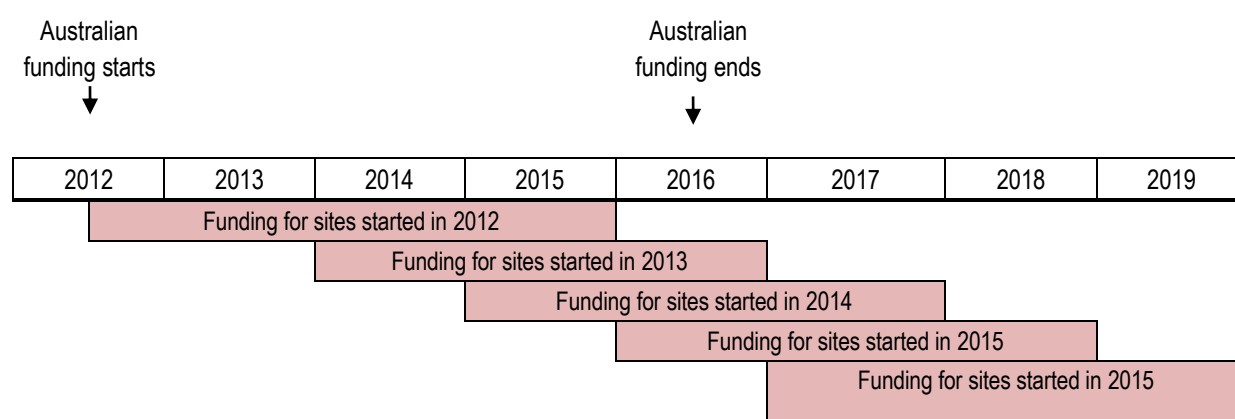 Australian
funding starts
Australian
funding ends
2012 2013 2014 2015 2016 2017 2018 2019
Funding for sites started in 2012
Funding for sites started in 2013
Funding for sites started in 2014
Funding for sites started in 2015
Funding for sites started in 2015